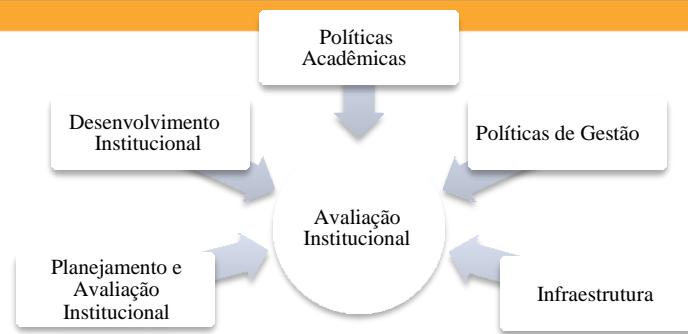 Políticas
Acadêmicas
Desenvolvimento
Institucional
Políticas de Gestão
Avaliação
Institucional
Planejamento e
Avaliação
Institucional
Infraestrutura